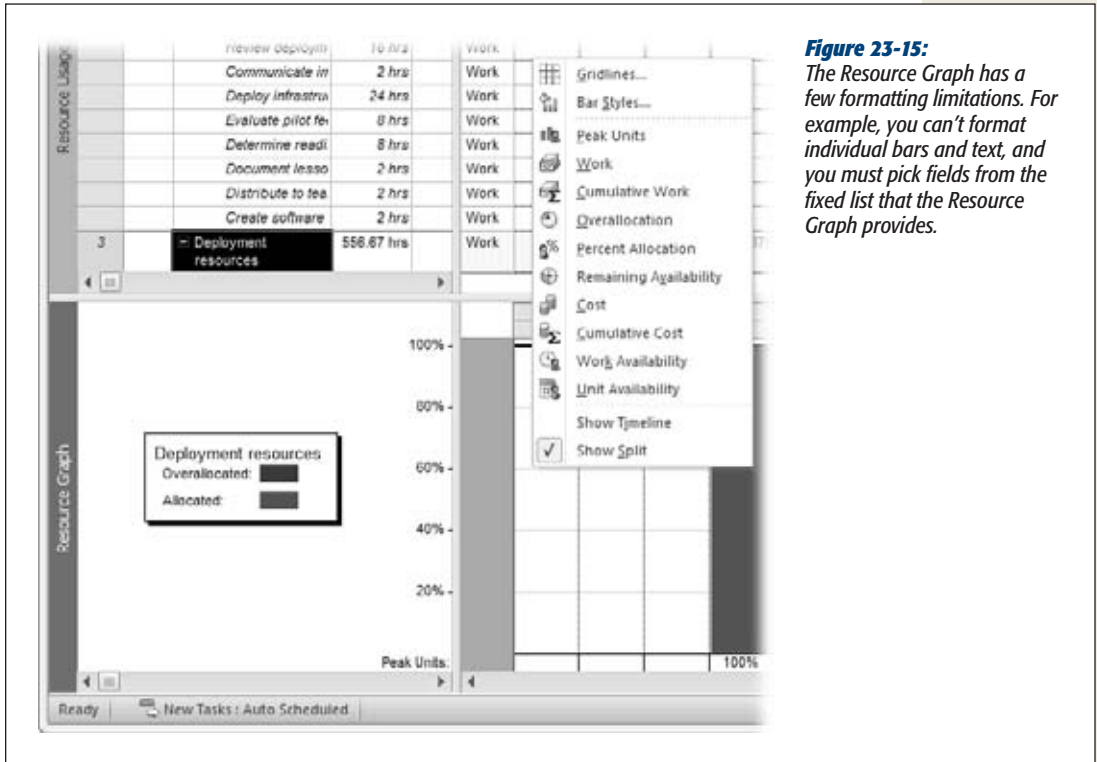 Figure 23-15:
The Resource Graph has a
few formatting limitations. For
example, you can't format
individual bars and text, and
you must pick fields from the
fixed list that the Resource
Graph provides.
Resource Usage
Review deploym 16 hrs Work
Communicate in 2 hrs Work
Deploy infrastru 24 hrs Work
Evaluate pilot fe 8 hrs Work
Determine readi 8 hrs Work
Document lesso 2 hrs Work
Distribute to tea 2 hrs Work
Create software 2 hrs Work
3 Deployment resources 556.67 hrs Work
Gridlines...
Bar Styles...
Peak Units
Work
Cumulative Work
Overallocation
Percent Allocation
Remaining Availability
Cost
Cumulative Cost
Work Availability
Unit Availability
Show Timeline
Show Split
Resource Graph
100%
80%
60%
40%
20%
Deployment resources
Overallocated:
Allocated:
Peak Units:
100%
Ready New Tasks : Auto Scheduled